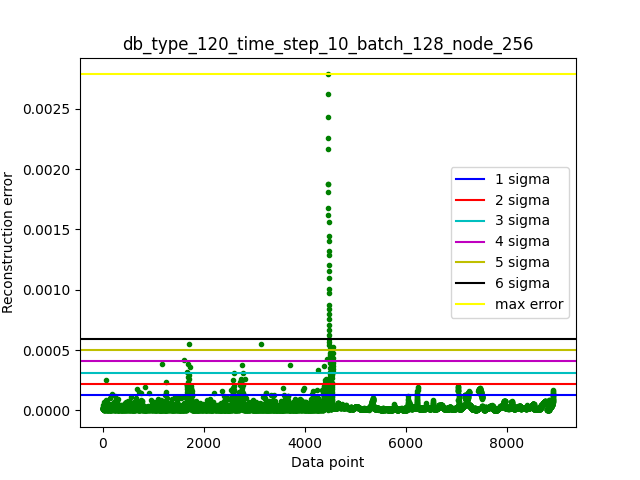 db_type_120_time_step_10_batch_128_node_256
Reconstruction error
0.0025
0.0020
0.0015
0.0010
0.0005
0.0000
1 sigma
2 sigma
3 sigma
4 sigma
5 sigma
6 sigma
max error
0 2000 4000 6000 8000
Data point